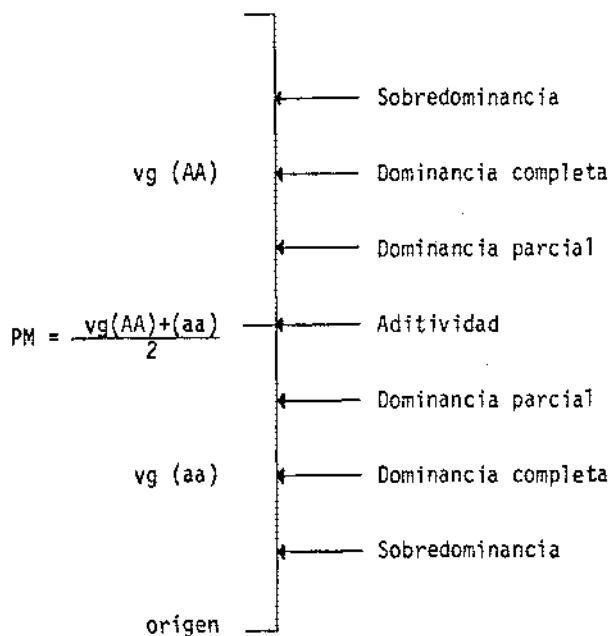 Sobredominancia
vg (AA) Dominancia completa
Dominancia parcial
PM = vg(AA)+(aa) Aditividad
2
Dominancia parcial
vg (aa) Dominancia completa
Sobredominancia
origen